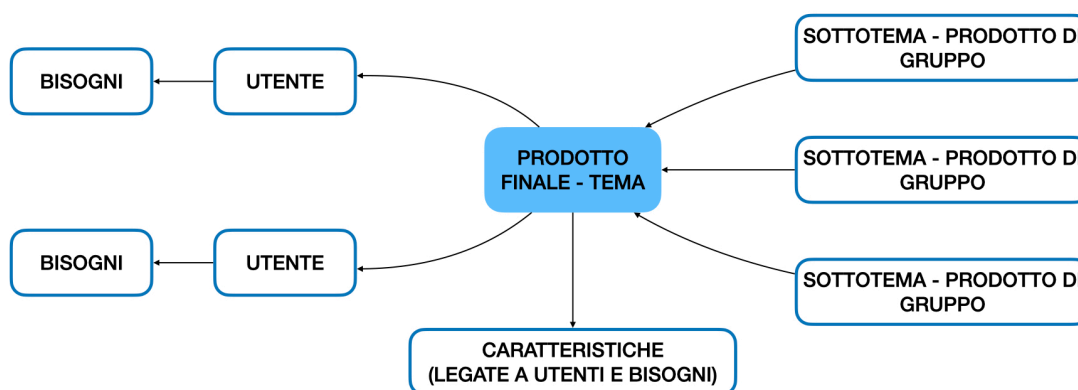 SOTTOTEMA - PRODOTTO D
GRUPPO
BISOGNI
UTENTE
PRODOTTO
FINALE - TEMA
SOTTOTEMA - PRODOTTO D
GRUPPO
BISOGNI
UTENTE
SOTTOTEMA - PRODOTTO D
GRUPPO
CARATTERISTICHE
(LEGATE A UTENTI E BISOGNI)